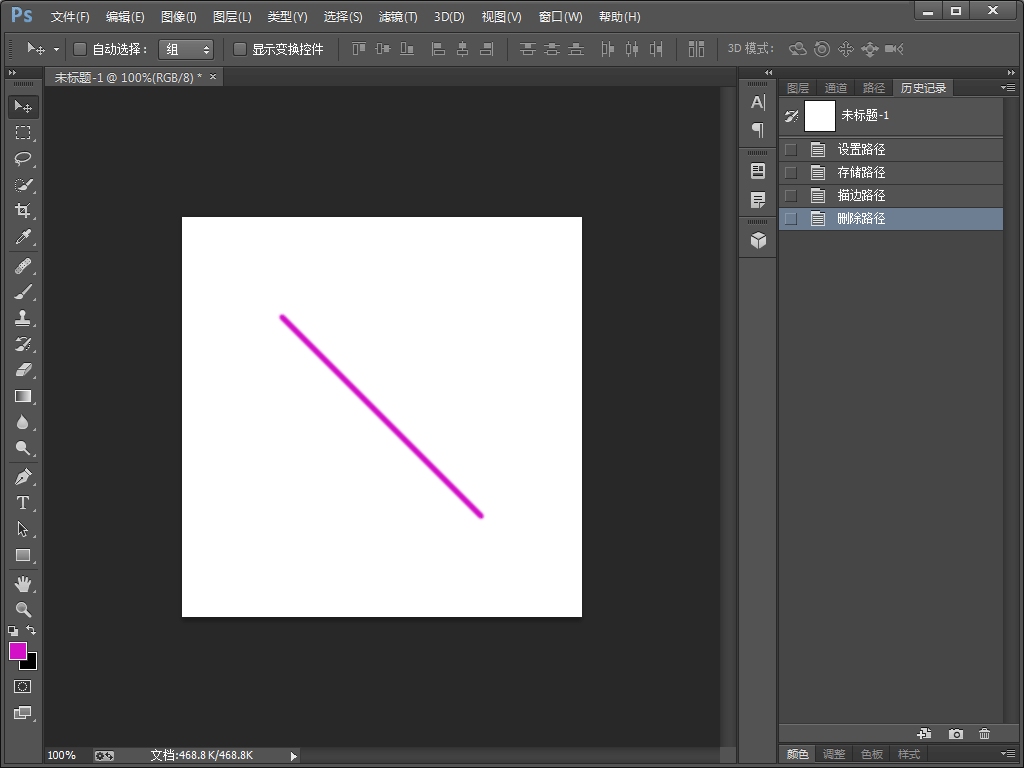 Ps 文件(F) 编辑(E) 图像(I) 图层(L) 类型(Y) 选择(S) 滤镜(T) 3D(D) 视图(V) 窗口(W) 帮助(H)
自动选择： 组 显示变换控件 3D 模式：
未标题-1 @ 100%(RGB/8) * ×
图层 通道 路径 历史记录
未标题-1
设置路径
存储路径
描边路径
删除路径
100% 文档:468.8K/468.8K
颜色 调整 色板 样式